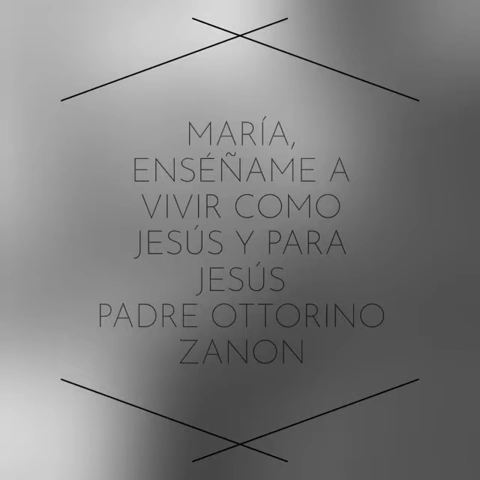 MARÍA,
ENSÉÑAME A
VIVIR COMO
JESÚS Y PARA
JESÚS
PADRE OTTORINO
ZANON